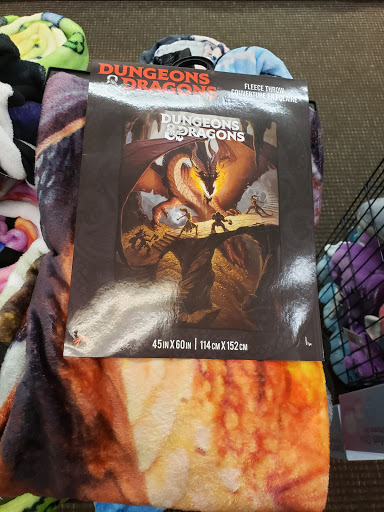 DUNGEONS
& DRAGONS
FLEECE THROW
COUVERTURE EN POLAIRE
DUNGEONS
& DRAGONS
45 IN X 60 IN | 114 CM X 152 CM